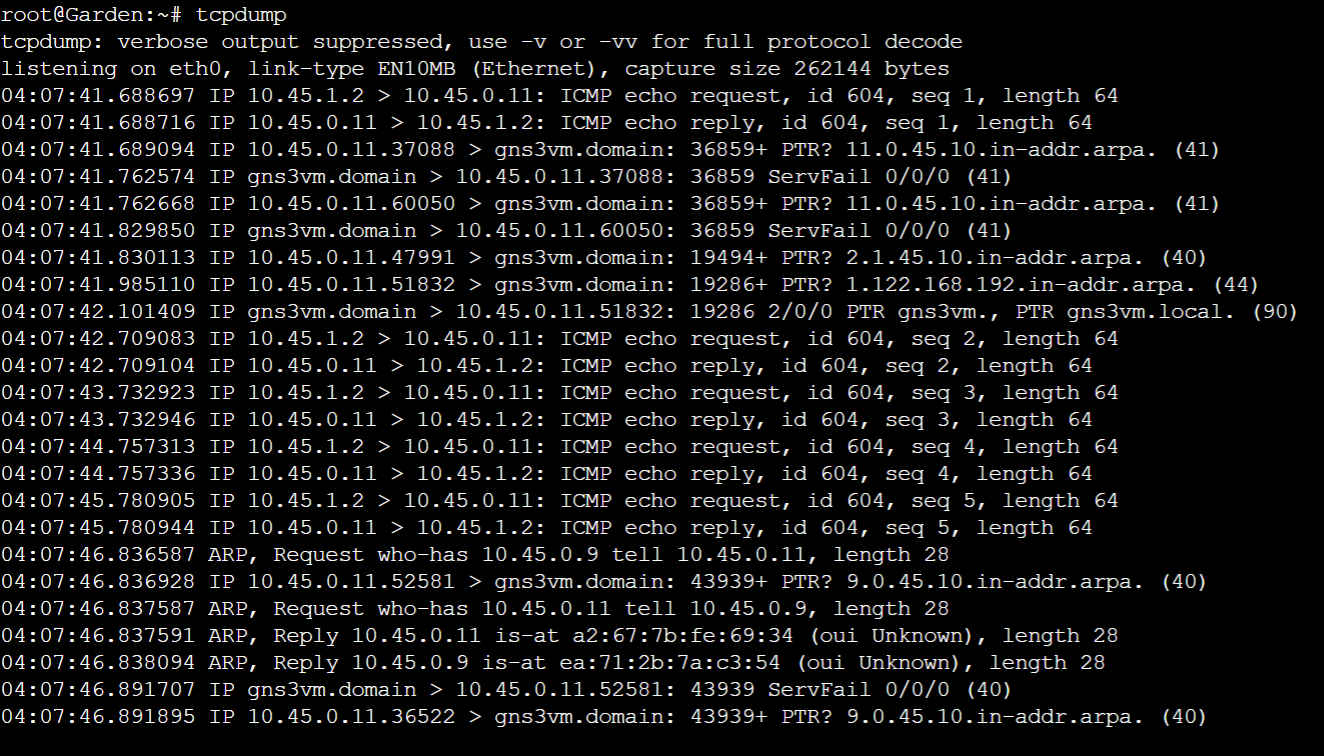 root@Garden:~# tcpdump
tcpdump: verbose output suppressed, use -v or -vv for full protocol decode
listening on eth0, link-type EN10MB (Ethernet), capture size 262144 bytes
04:07:41.688697 IP 10.45.1.2 > 10.45.0.11: ICMP echo request, id 604, seq 1, length 64
04:07:41.688716 IP 10.45.0.11 > 10.45.1.2: ICMP echo reply, id 604, seq 1, length 64
04:07:41.689094 IP 10.45.0.11.37088 > gns3vm.domain: 36859+ PTR? 11.0.45.10.in-addr.arpa. (41)
04:07:41.762574 IP gns3vm.domain > 10.45.0.11.37088: 36859 ServFail 0/0/0 (41)
04:07:41.762668 IP 10.45.0.11.60050 > gns3vm.domain: 36859+ PTR? 11.0.45.10.in-addr.arpa. (41)
04:07:41.829850 IP gns3vm.domain > 10.45.0.11.60050: 36859 ServFail 0/0/0 (41)
04:07:41.830113 IP 10.45.0.11.47991 > gns3vm.domain: 19494+ PTR? 2.1.45.10.in-addr.arpa. (40)
04:07:41.985110 IP 10.45.0.11.51832 > gns3vm.domain: 19286+ PTR? 1.122.168.192.in-addr.arpa. (44)
04:07:42.101409 IP gns3vm.domain > 10.45.0.11.51832: 19286 2/0/0 PTR gns3vm., PTR gns3vm.local. (90)
04:07:42.709083 IP 10.45.1.2 > 10.45.0.11: ICMP echo request, id 604, seq 2, length 64
04:07:42.709104 IP 10.45.0.11 > 10.45.1.2: ICMP echo reply, id 604, seq 2, length 64
04:07:43.732923 IP 10.45.1.2 > 10.45.0.11: ICMP echo request, id 604, seq 3, length 64
04:07:43.732946 IP 10.45.0.11 > 10.45.1.2: ICMP echo reply, id 604, seq 3, length 64
04:07:44.757313 IP 10.45.1.2 > 10.45.0.11: ICMP echo request, id 604, seq 4, length 64
04:07:44.757336 IP 10.45.0.11 > 10.45.1.2: ICMP echo reply, id 604, seq 4, length 64
04:07:45.780905 IP 10.45.1.2 > 10.45.0.11: ICMP echo request, id 604, seq 5, length 64
04:07:45.780944 IP 10.45.0.11 > 10.45.1.2: ICMP echo reply, id 604, seq 5, length 64
04:07:46.836587 ARP, Request who-has 10.45.0.9 tell 10.45.0.11, length 28
04:07:46.836928 IP 10.45.0.11.52581 > gns3vm.domain: 43939+ PTR? 9.0.45.10.in-addr.arpa. (40)
04:07:46.837587 ARP, Request who-has 10.45.0.11 tell 10.45.0.9, length 28
04:07:46.837591 ARP, Reply 10.45.0.11 is-at a2:67:7b:fe:69:34 (oui Unknown), length 28
04:07:46.838094 ARP, Reply 10.45.0.9 is-at ea:71:2b:7a:c3:54 (oui Unknown), length 28
04:07:46.891707 IP gns3vm.domain > 10.45.0.11.52581: 43939 ServFail 0/0/0 (40)
04:07:46.891895 IP 10.45.0.11.36522 > gns3vm.domain: 43939+ PTR? 9.0.45.10.in-addr.arpa. (40)